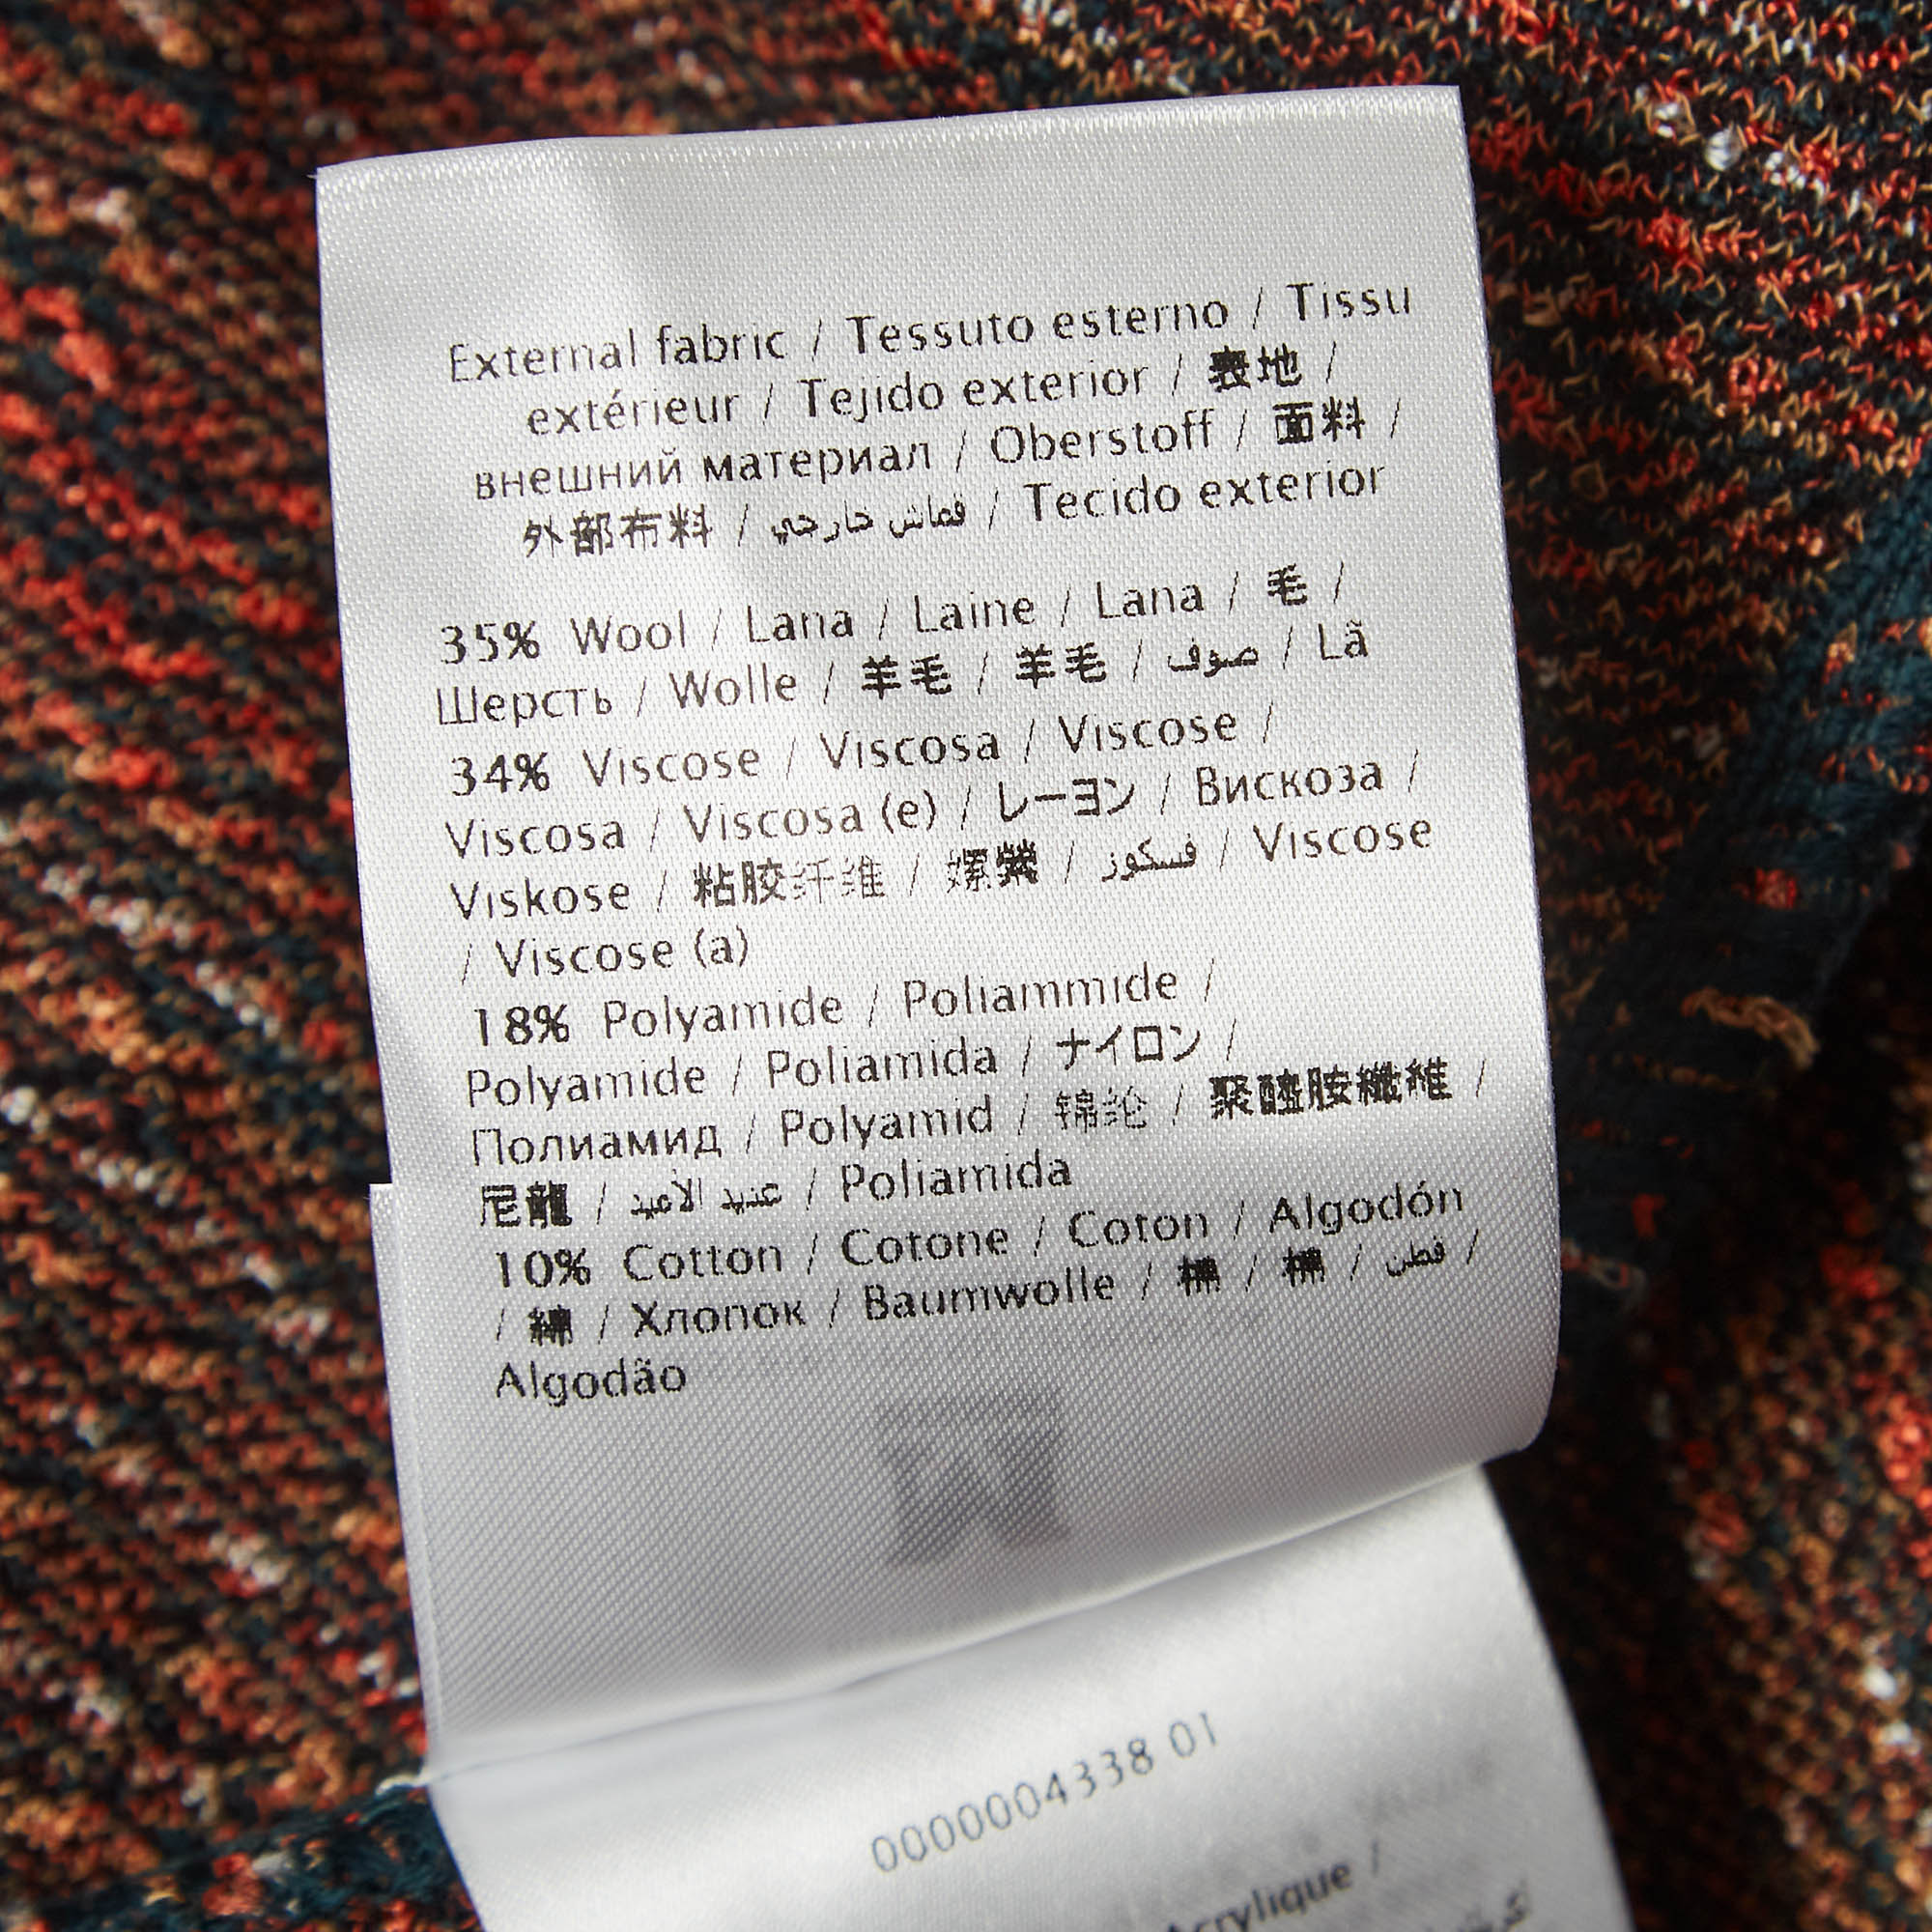 External fabric / Tessuto esterno / Tissu
extérieur / Tejido exterior / 表地 /
внешний материал / Oberstoff / 面料 /
外部布料 / قماش خارجي / Tecido exterior
35% Wool / Lana / Laine / Lana / 毛 /
Шерсть / Wolle / 羊毛 / 羊毛 / صوف / Lã
34% Viscose / Viscosa / Viscose /
Viscosa / Viscosa (e) / レーヨン / Вискоза /
Viskose / 粘胶纤维 / 嫘縈 / فسكوز / Viscose
/ Viscose (a)
18% Polyamide / Poliammide /
Polyamide / Poliamida / ナイロン /
Полиамид / Polyamid / 锦纶 / 聚醯胺纖維 /
尼龍 / عديد الأميد / Poliamida
10% Cotton / Cotone / Coton / Algodón
/ 綿 / Хлопок / Baumwolle / 棉 / 棉 / قطن /
Algodão
0000004338 01
Acrylique /